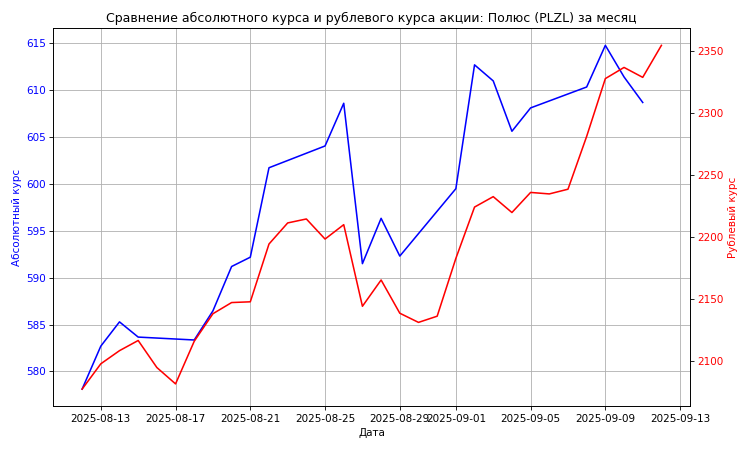 Сравнение абсолютного курса и рублевого курса акции: Полюс (PLZL) за месяц
615
610
605
600
595
590
585
580
Абсолютный курс
2350
2300
2250
2200
2150
2100
Рублевый курс
2025-08-13 2025-08-17 2025-08-21 2025-08-25 2025-08-29 2025-09-01 2025-09-05 2025-09-09 2025-09-13
Дата